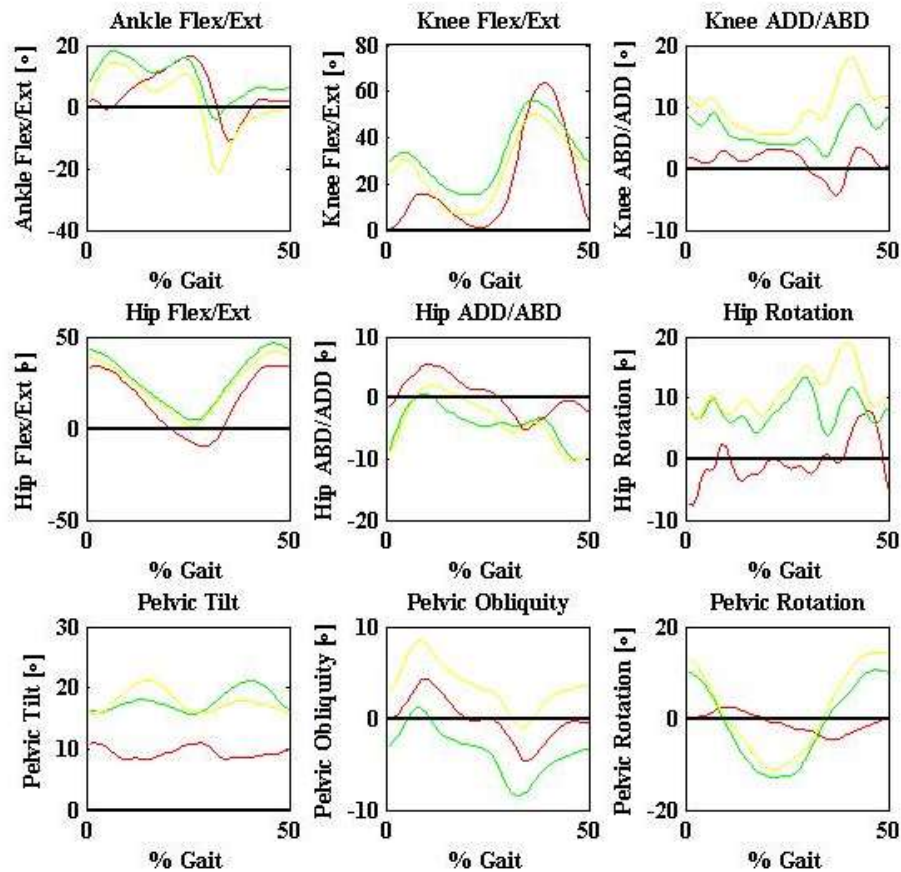 Ankle Flex/Ext Knee Flex/Ext Knee ADD/ABD
Ankle Flex/Ext [∘]
20
0
-20
-40
0 50
% Gait
Knee Flex/Ext [∘]
80
60
40
20
0
0 50
% Gait
Knee ABD/ADD [∘]
20
10
0
-10
0 50
% Gait
Hip Flex/Ext Hip ADD/ABD Hip Rotation
Hip Flex/Ext [∘]
50
0
-50
0 50
% Gait
Hip ABD/ADD [∘]
10
0
-10
-20
0 50
% Gait
Hip Rotation [∘]
20
10
0
-10
0 50
% Gait
Pelvic Tilt Pelvic Obliquity Pelvic Rotation
Pelvic Tilt [∘]
30
20
10
0
0 50
% Gait
Pelvic Obliquity [∘]
10
0
-10
0 50
% Gait
Pelvic Rotation [∘]
20
0
-20
0 50
% Gait